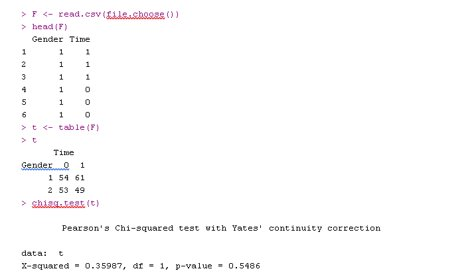 > F <- read.csv(file.choose())
> head(F)
  Gender Time
1      1    1
2      1    1
3      1    1
4      1    0
5      1    0
6      1    0
> t <- table(F)
> t
      Time
Gender  0  1
     1 54 61
     2 53 49
> chisq.test(t)
Pearson's Chi-squared test with Yates' continuity correction
data:  t
X-squared = 0.35987, df = 1, p-value = 0.5486